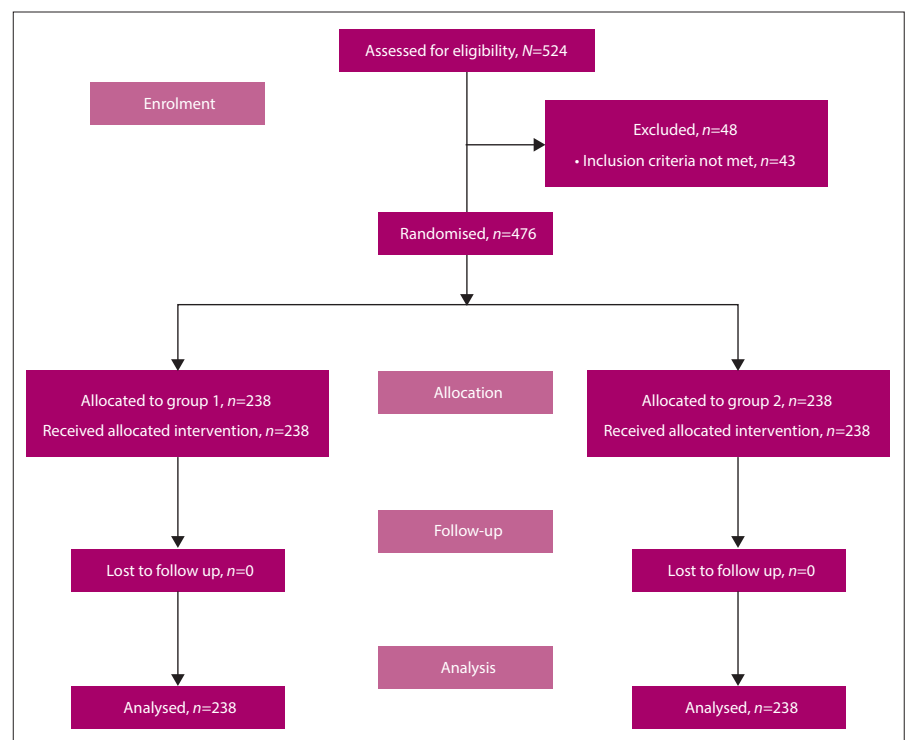 Assessed for eligibility, N=524
Enrolment
Excluded, n=48
• Inclusion criteria not met, n=43
Randomised, n=476
Allocated to group 1, n=238
Received allocated intervention, n=238
Allocation
Allocated to group 2, n=238
Received allocated intervention, n=238
Follow-up
Lost to follow up, n=0
Lost to follow up, n=0
Analysis
Analysed, n=238
Analysed, n=238